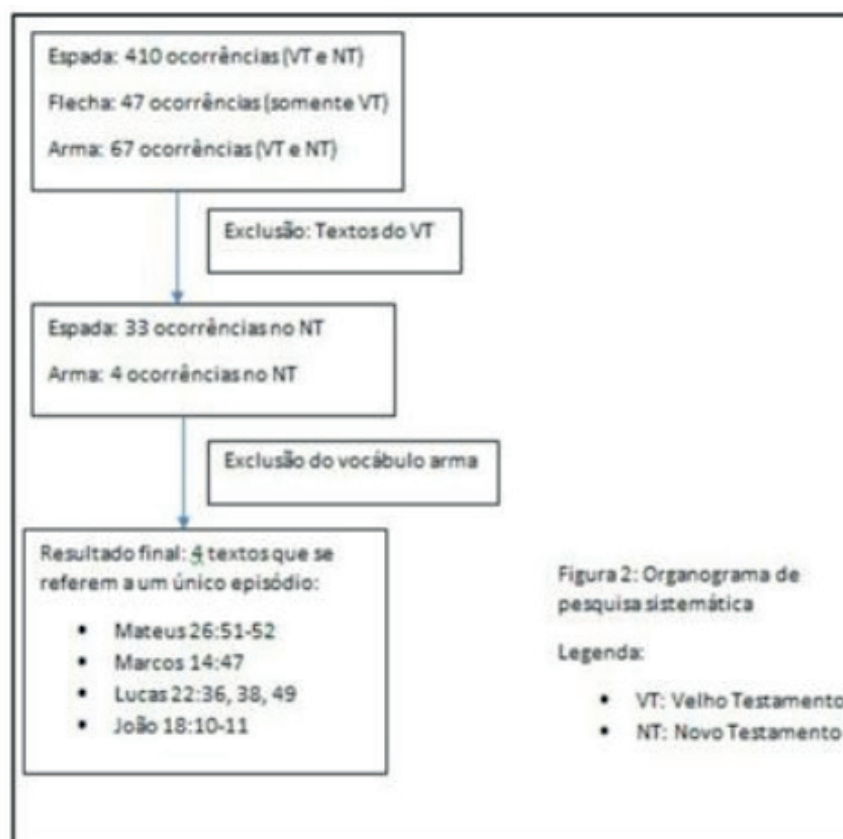 Espada: 410 ocorrências (VT e NT)
Flecha: 47 ocorrências (somente VT)
Arma: 67 ocorrências (VT e NT)
Exclusão: Textos do VT
Espada: 33 ocorrências no NT
Arma: 4 ocorrências no NT
Exclusão do vocábulo arma
Resultado final: 4 textos que se
referem a um único episódio:
• Mateus 26:51-52
• Marcos 14:47
• Lucas 22:36, 38, 49
• João 18:10-11
Figura 2: Organograma de
pesquisa sistemática
Legenda:
• VT: Velho Testamento
• NT: Novo Testamento